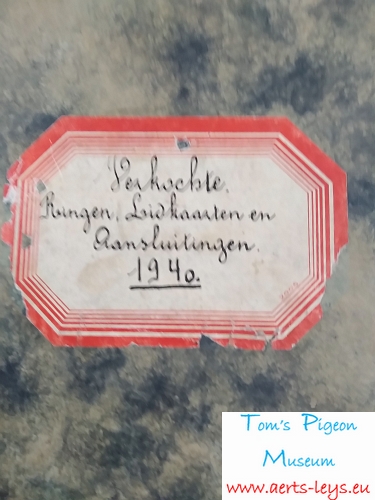 Verkochte,
Ringen, Lidkaarten en
Aansluitingen.
1940.
Tom's Pigeon
Museum
www.aerts-leys.eu